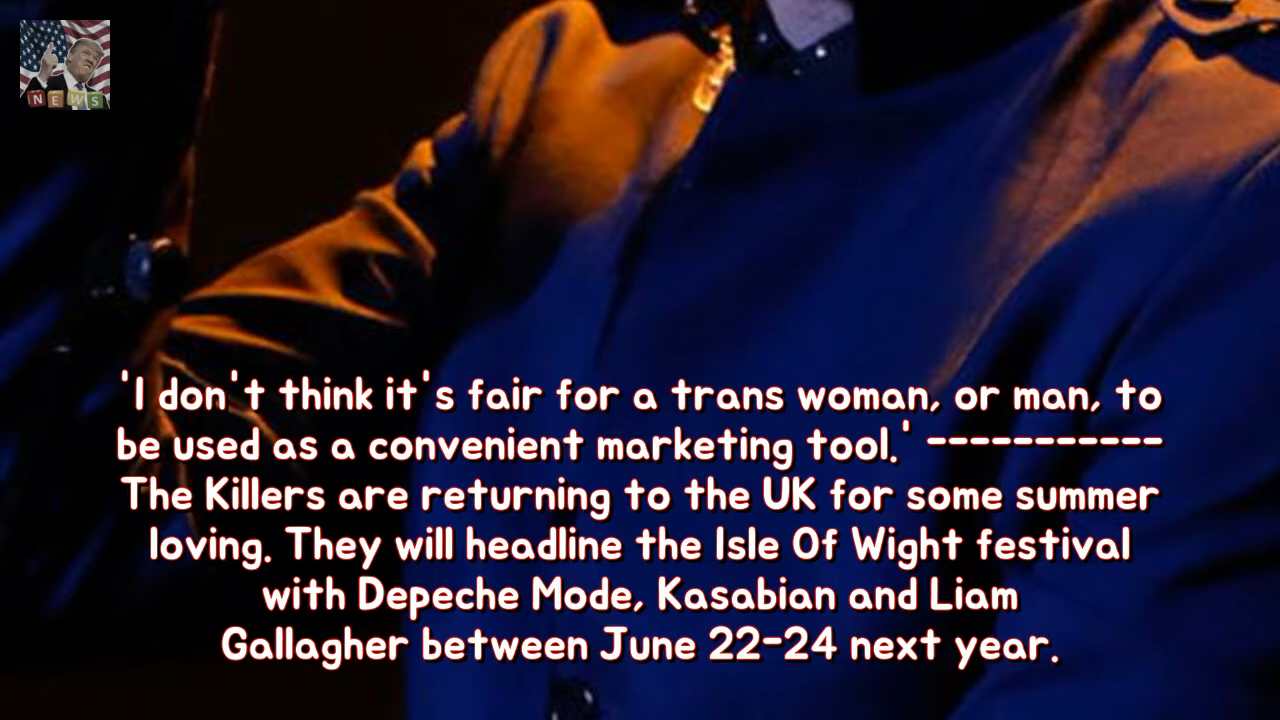 NEWS
'I don't think it's fair for a trans woman, or man, to
be used as a convenient marketing tool.' -----------
The Killers are returning to the UK for some summer
loving. They will headline the Isle Of Wight festival
with Depeche Mode, Kasabian and Liam
Gallagher between June 22-24 next year.